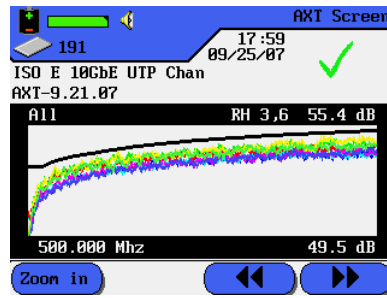 AXT Screen
191
17:59
09/25/07
ISO E 10GbE UTP Chan
AXT-9.21.07
All RH 3,6 55.4 dB
500.000 Mhz 49.5 dB
Zoom in